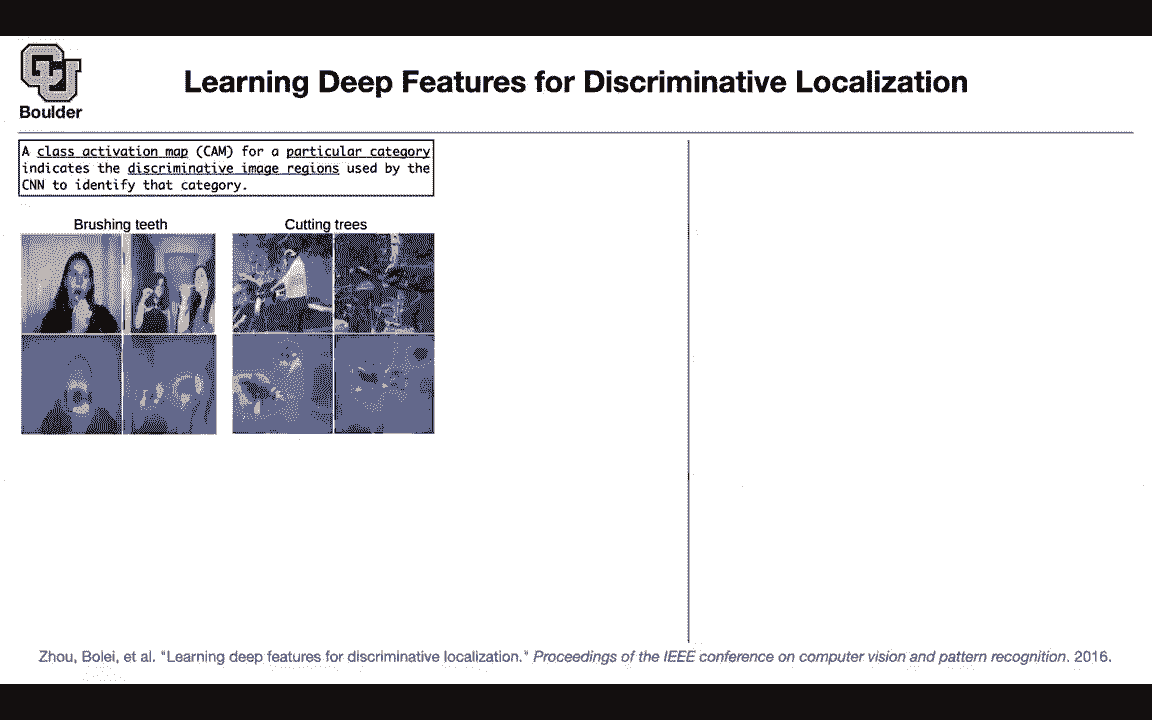 CU
Boulder
Learning Deep Features for Discriminative Localization
A class activation map (CAM) for a particular category
indicates the discriminative image regions used by the
CNN to identify that category.
Brushing teeth
Cutting trees
Zhou, Bolei, et al. "Learning deep features for discriminative localization." Proceedings of the IEEE conference on computer vision and pattern recognition. 2016.